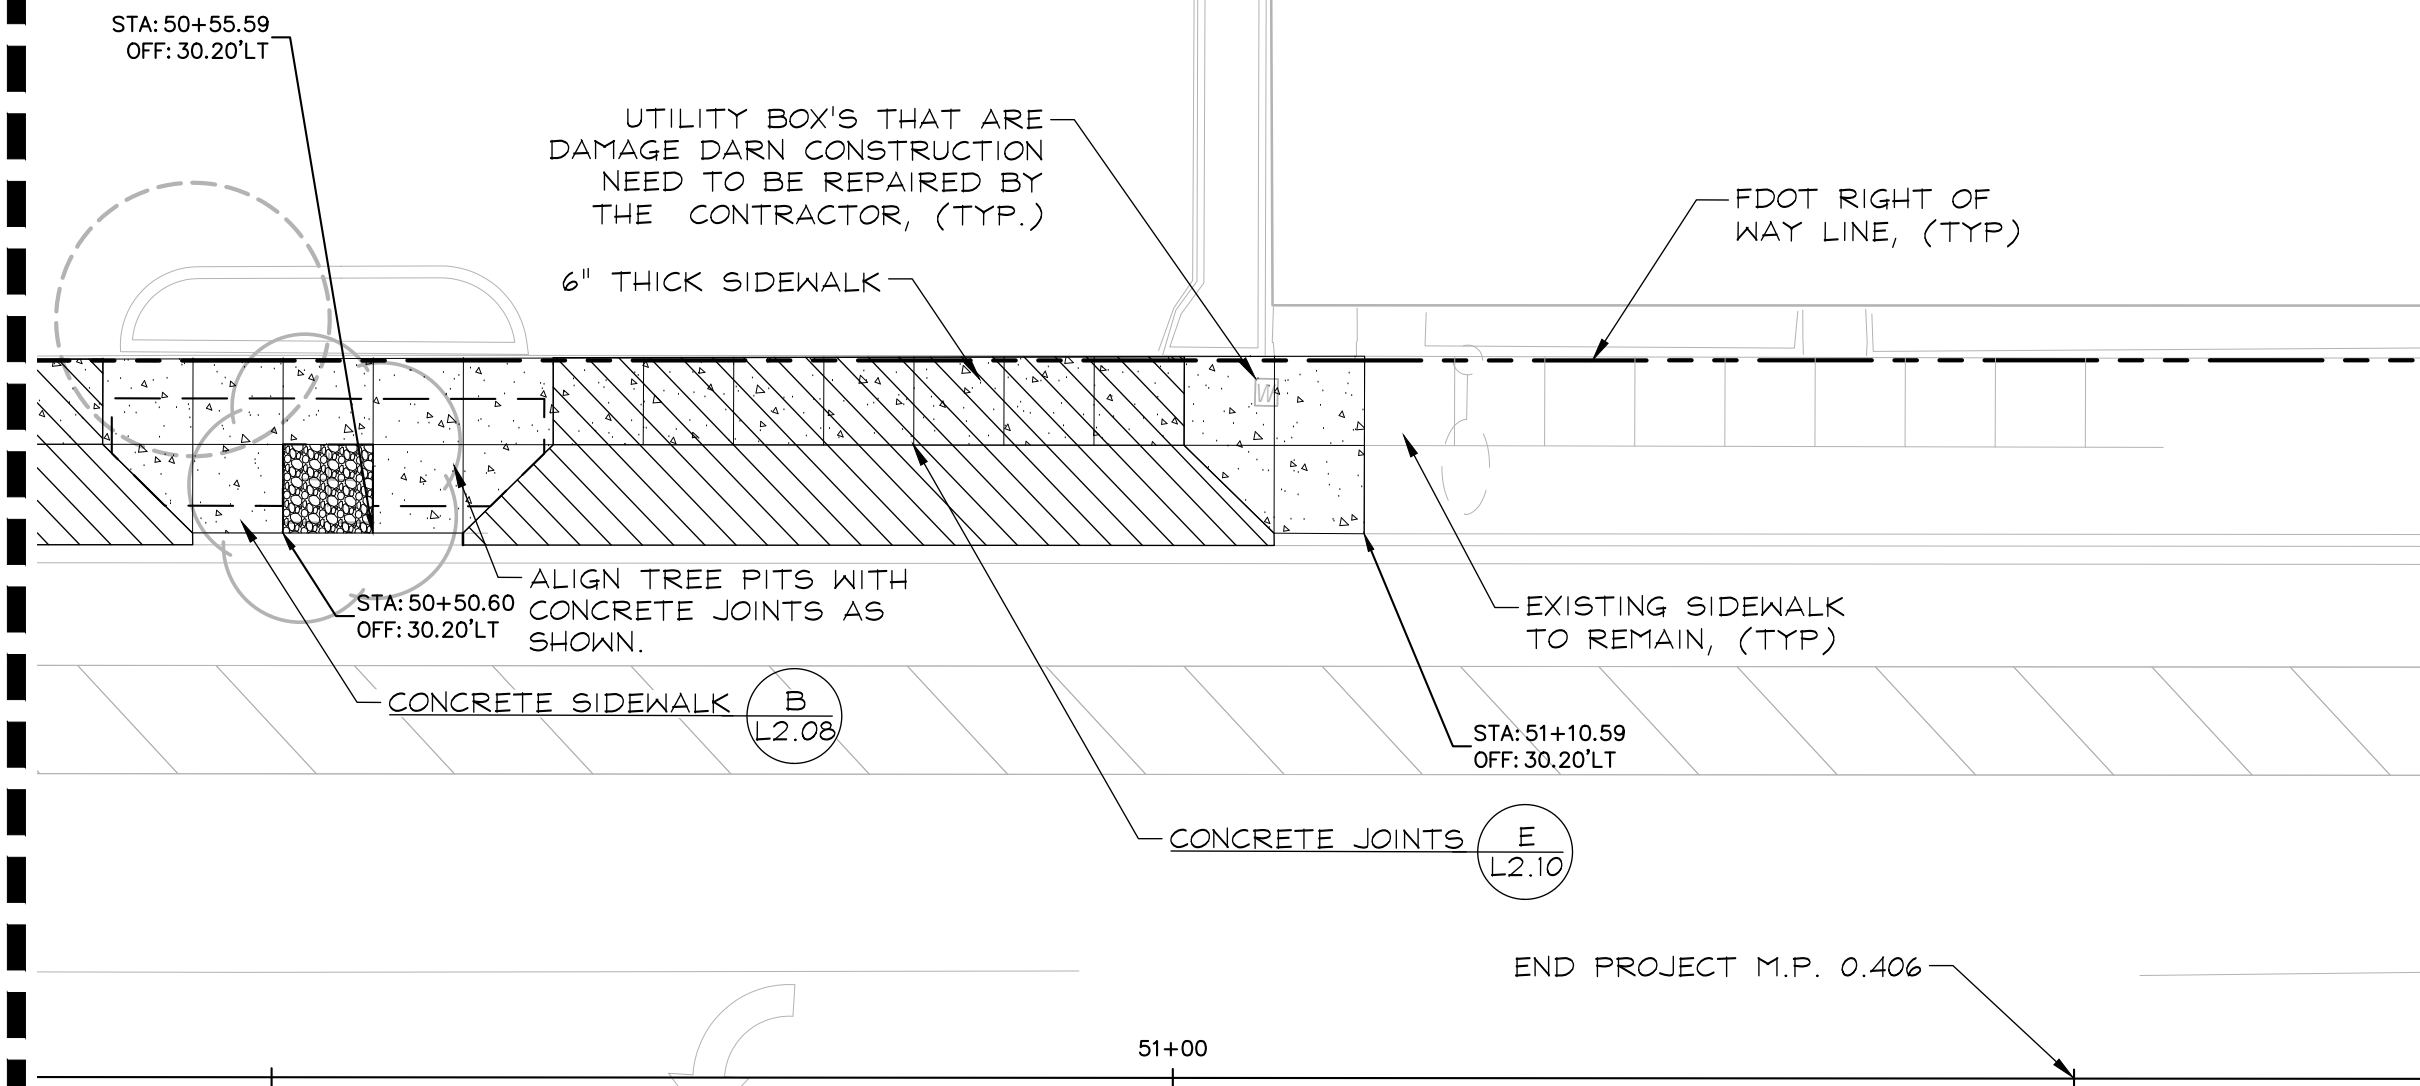 STA: 50+55.59
OFF: 30.20'LT
UTILITY BOX'S THAT ARE
DAMAGE DARN CONSTRUCTION
NEED TO BE REPAIRED BY
THE CONTRACTOR, (TYP.)
6" THICK SIDEWALK
FDOT RIGHT OF
WAY LINE, (TYP)
W
ALIGN TREE PITS WITH
CONCRETE JOINTS AS
SHOWN.
STA: 50+50.60
OFF: 30.20'LT
EXISTING SIDEWALK
TO REMAIN, (TYP)
CONCRETE SIDEWALK
B
L2.08
STA: 51+10.59
OFF: 30.20'LT
CONCRETE JOINTS
E
L2.10
END PROJECT M.P. 0.406
51+00